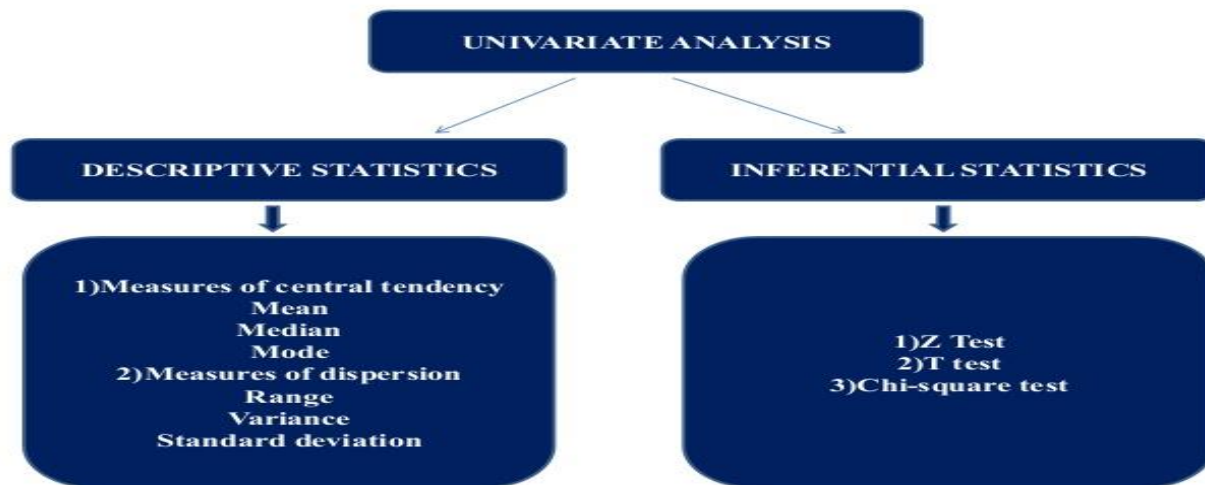 UNIVARIATE ANALYSIS
DESCRIPTIVE STATISTICS
INFERENTIAL STATISTICS
1)Measures of central tendency
Mean
Median
Mode
2)Measures of dispersion
Range
Variance
Standard deviation
1)Z Test
2)T test
3)Chi-square test